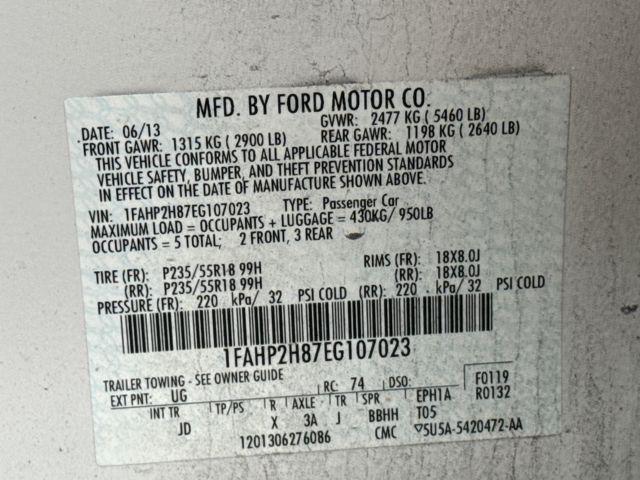 MFD. BY FORD MOTOR CO.
DATE: 06/13 GVWR: 2477 KG ( 5460 LB)
FRONT GAWR: 1315 KG ( 2900 LB) REAR GAWR: 1198 KG ( 2640 LB)
THIS VEHICLE CONFORMS TO ALL APPLICABLE FEDERAL MOTOR
VEHICLE SAFETY, BUMPER, AND THEFT PREVENTION STANDARDS
IN EFFECT ON THE DATE OF MANUFACTURE SHOWN ABOVE.
VIN: 1FAHP2H87EG107023 TYPE: Passenger Car
MAXIMUM LOAD = OCCUPANTS + LUGGAGE = 430KG/ 950LB
OCCUPANTS = 5 TOTAL; 2 FRONT, 3 REAR
TIRE (FR): P235/55R18 99H RIMS (FR): 18X8.0J
(RR): P235/55R18 99H (RR): 18X8.0J
PRESSURE (FR): 220 kPa/ 32 PSI COLD (RR): 220 kPa/ 32 PSI COLD
1FAHP2H87EG107023
TRAILER TOWING - SEE OWNER GUIDE F0119
EXT PNT: UG RC: 74 DSO: R0132
INT TR TP/PS R AXLE TR SPR EPH1A
JD X 3A J BBHH T05
1201306276086 CMC ▽5U5A-5420472-AA